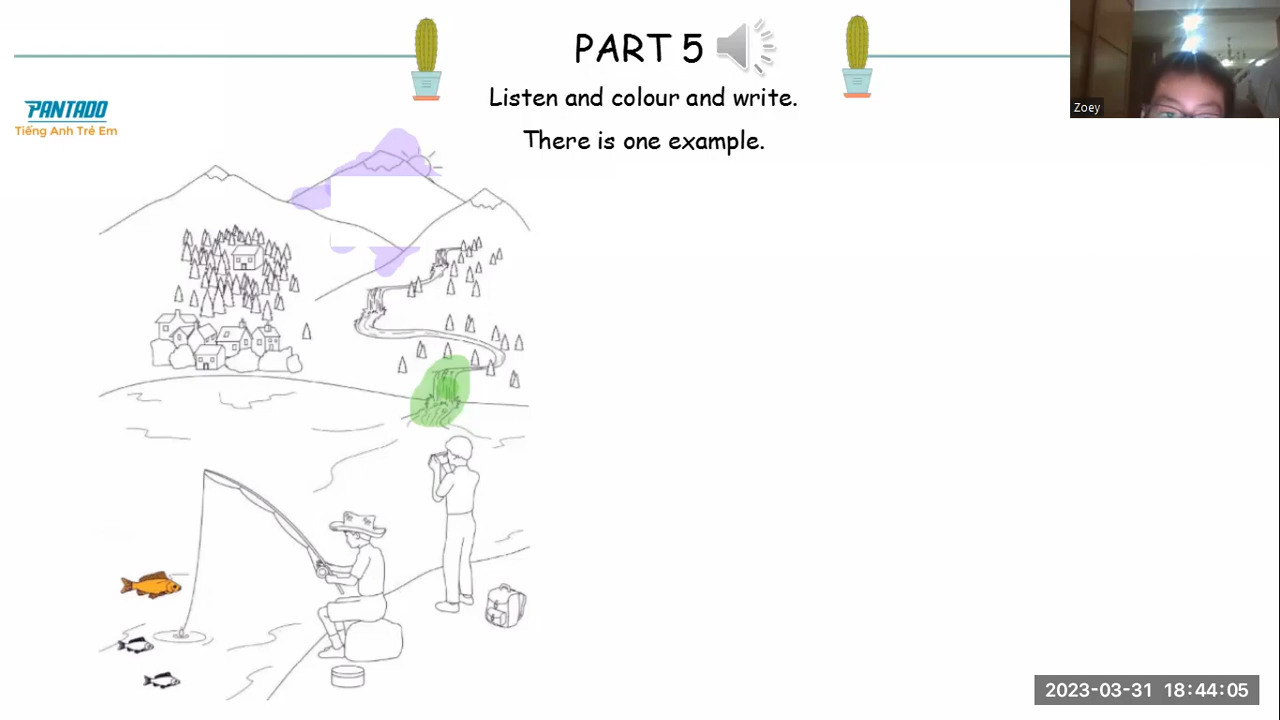 PART 5
Listen and colour and write.
There is one example.
PANTADO
Tiếng Anh Trẻ Em
Zoey
2023-03-31 18:44:05